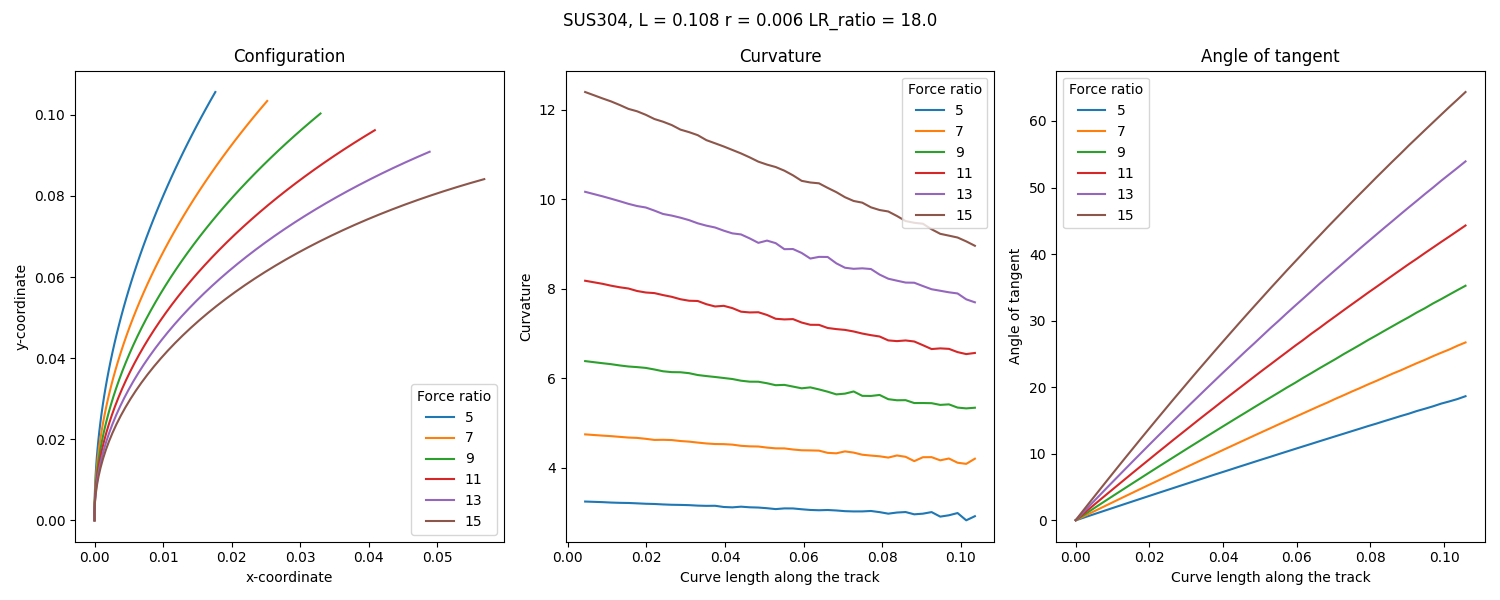 SUS304, L = 0.108 r = 0.006 LR_ratio = 18.0
Configuration
y-coordinate
0.10
0.08
0.06
0.04
0.02
0.00
Force ratio
5
7
9
11
13
15
0.00 0.01 0.02 0.03 0.04 0.05
x-coordinate
Curvature
Curvature
12
10
8
6
4
Force ratio
5
7
9
11
13
15
0.00 0.02 0.04 0.06 0.08 0.10
Curve length along the track
Angle of tangent
Angle of tangent
60
50
40
30
20
10
0
Force ratio
5
7
9
11
13
15
0.00 0.02 0.04 0.06 0.08 0.10
Curve length along the track